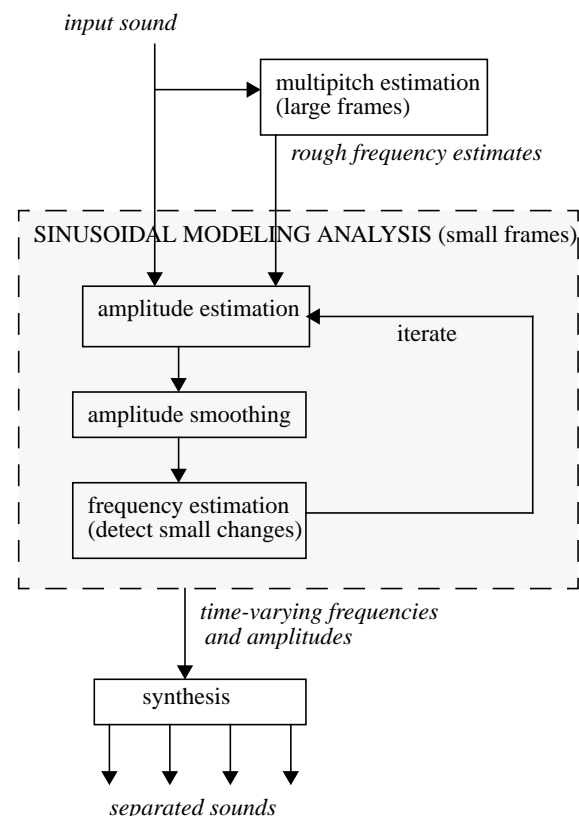 input sound
multipitch estimation
(large frames)
rough frequency estimates
SINUSOIDAL MODELING ANALYSIS (small frames)
amplitude estimation
iterate
amplitude smoothing
frequency estimation
(detect small changes)
time-varying frequencies
and amplitudes
synthesis
separated sounds